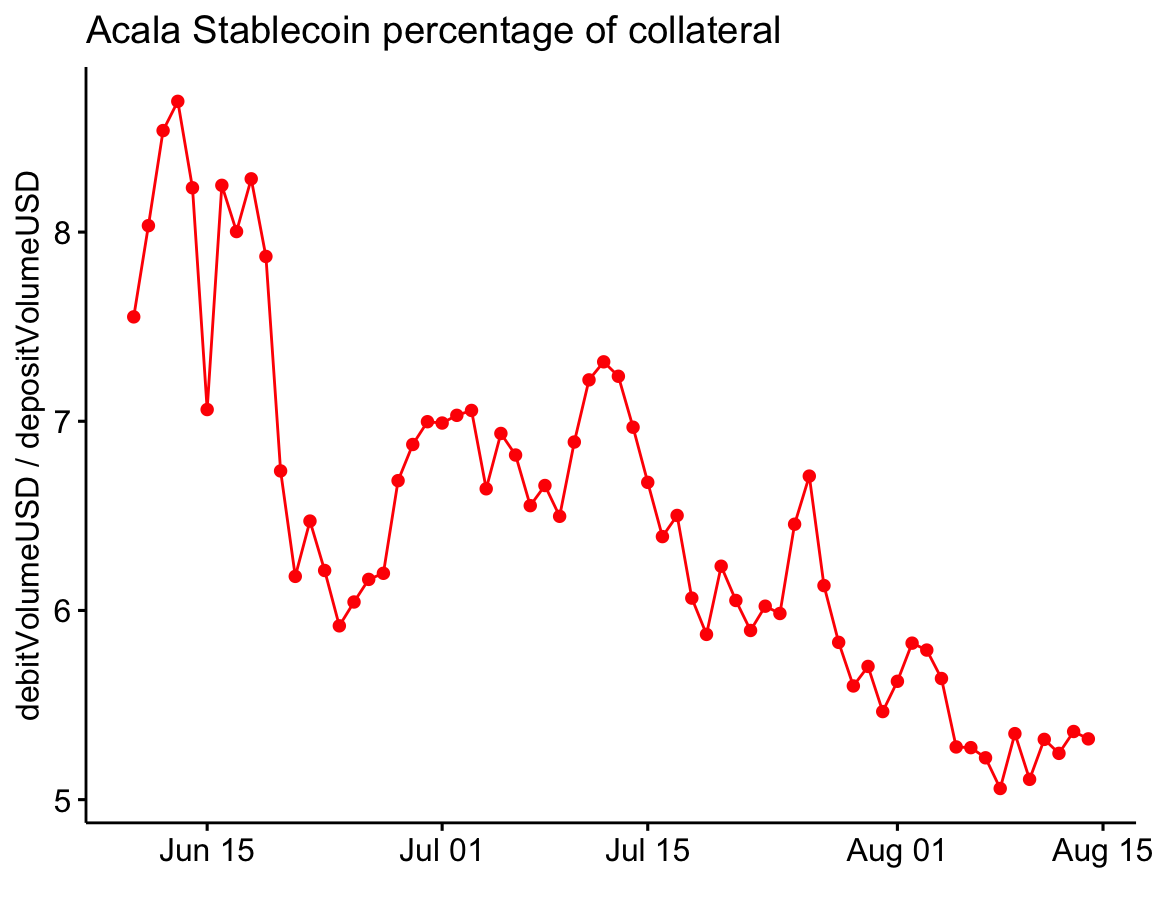 Acala Stablecoin percentage of collateral
debitVolumeUSD / depositVolumeUSD
8
7
6
5
Jun 15
Jul 01
Jul 15
Aug 01
Aug 15